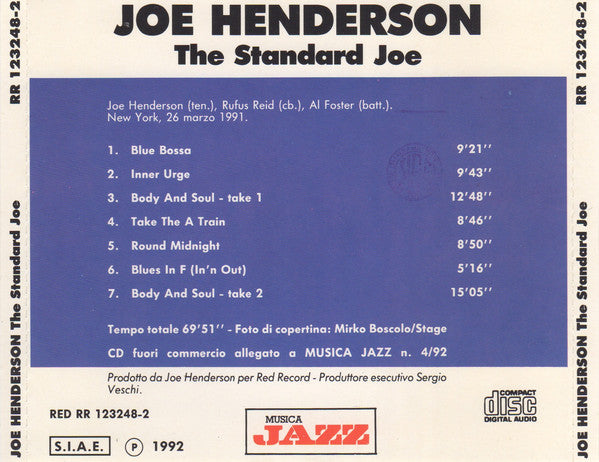 JOE HENDERSON
The Standard Joe
RR 123248-2
JOE HENDERSON The Standard Joe
Joe Henderson (ten.), Rufus Reid (cb.), Al Foster (batt.).
New York, 26 marzo 1991.
1. Blue Bossa 9'21''
2. Inner Urge 9'43''
3. Body And Soul - take 1 12'48''
4. Take The A Train 8'46''
5. Round Midnight 8'50''
6. Blues In F (In'n Out) 5'16''
7. Body And Soul - take 2 15'05''
Tempo totale 69'51'' - Foto di copertina: Mirko Boscolo/Stage
CD fuori commercio allegato a MUSICA JAZZ n. 4/92
Prodotto da Joe Henderson per Red Record - Produttore esecutivo Sergio
Veschi.
RED RR 123248-2
S.I.A.E. P 1992
MUSICA
JAZZ
COMPACT
disc
DIGITAL AUDIO
JOE HENDERSON The Standard Joe
RR 123248-2